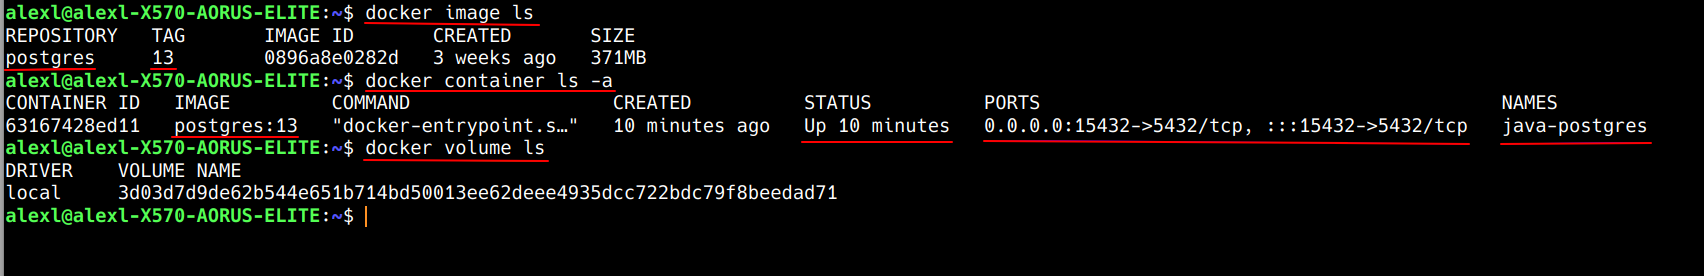 alexl@alexl-X570-AORUS-ELITE:~$ docker image ls
REPOSITORY   TAG       IMAGE ID       CREATED       SIZE
postgres     13        0896a8e0282d   3 weeks ago   371MB
alexl@alexl-X570-AORUS-ELITE:~$ docker container ls -a
CONTAINER ID   IMAGE         COMMAND                  CREATED          STATUS          PORTS                                         NAMES
63167428ed11   postgres:13   "docker-entrypoint.s…"   10 minutes ago   Up 10 minutes   0.0.0.0:15432->5432/tcp, :::15432->5432/tcp   java-postgres
alexl@alexl-X570-AORUS-ELITE:~$ docker volume ls
DRIVER    VOLUME NAME
local     3d03d7d9de62b544e651b714bd50013ee62deee4935dcc722bdc79f8beedad71
alexl@alexl-X570-AORUS-ELITE:~$